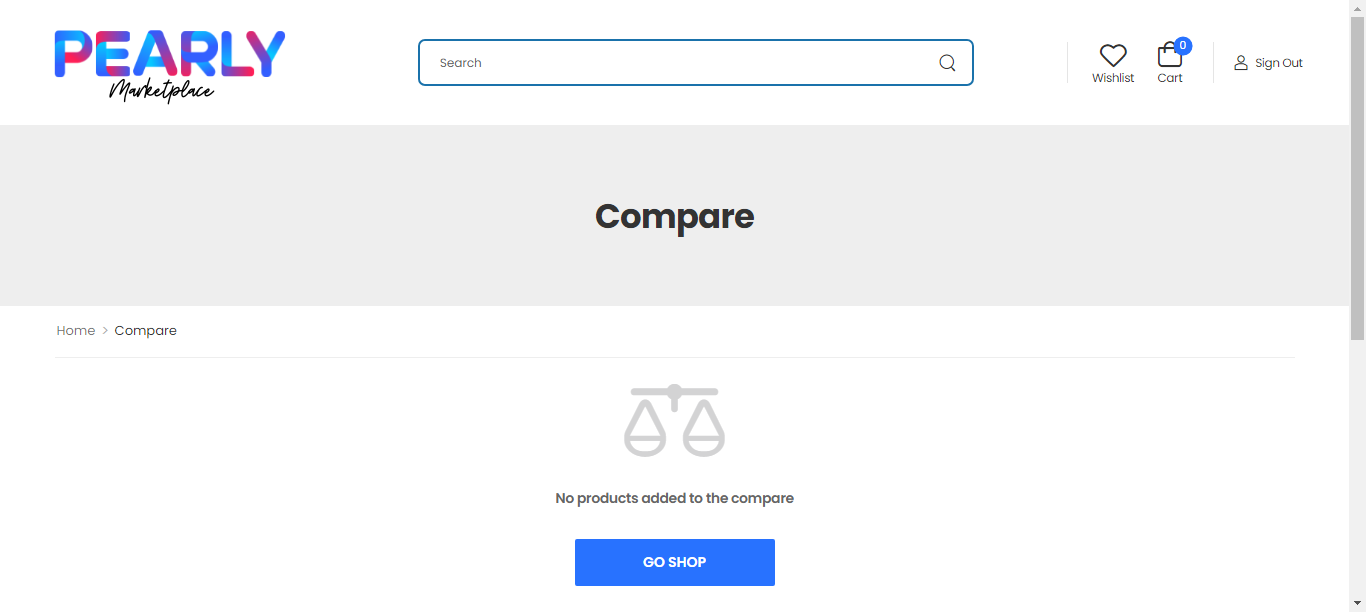 PEARLY
Marketplace
Search
Wishlist
0
Cart
Sign Out
Compare
Home > Compare
No products added to the compare
GO SHOP